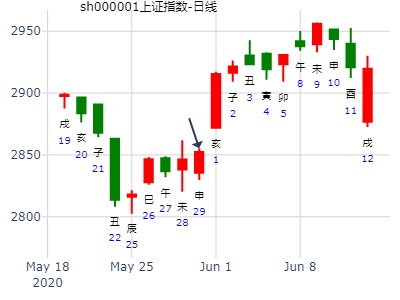 sh000001上证指数-日线
2950
2900
2850
2800
戌
19
亥
20
子
21
丑
22
辰
25
巳
26
午
27
未
28
申
29
亥
1
子
2
丑
3
寅
4
卯
5
午
8
未
9
申
10
酉
11
戌
12
May 18
2020
May 25
Jun 1
Jun 8